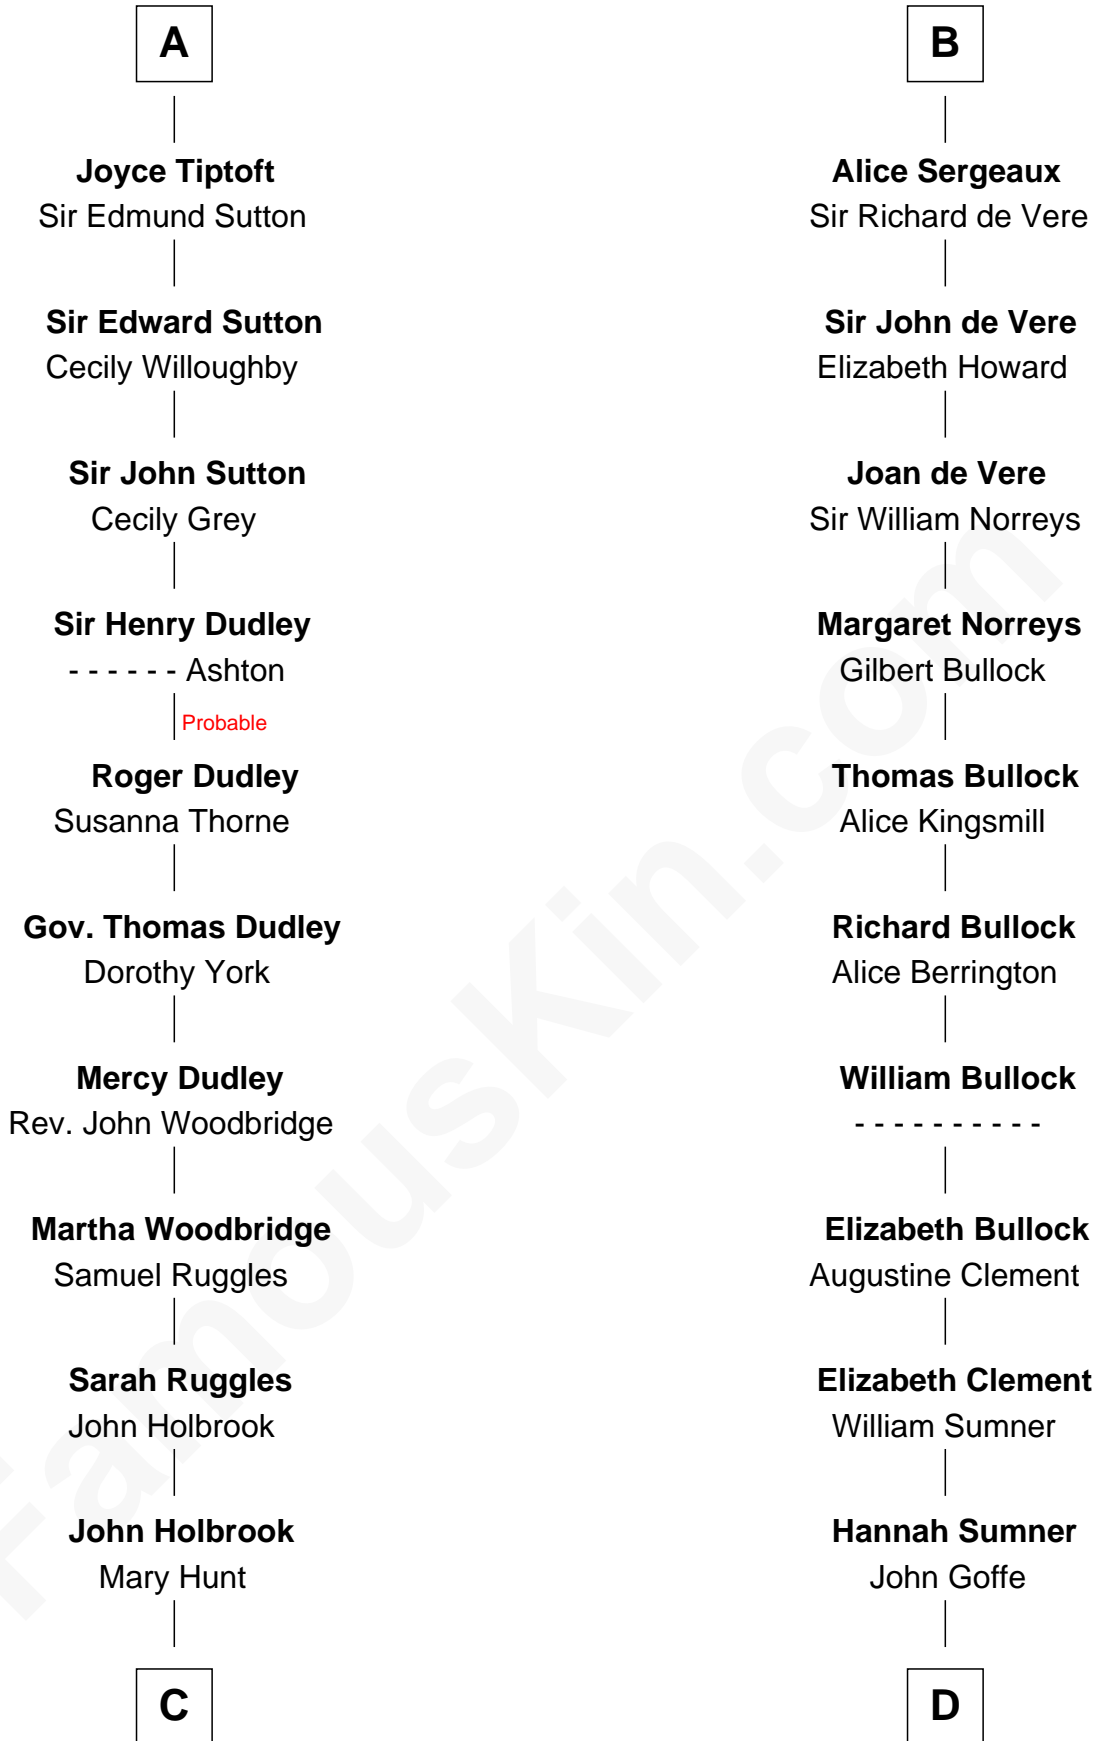 A
Joyce Tiptoft
Sir Edmund Sutton
Sir Edward Sutton
Cecily Willoughby
Sir John Sutton
Cecily Grey
Sir Henry Dudley
- - - - - - Ashton
Probable
Roger Dudley
Susanna Thorne
Gov. Thomas Dudley
Dorothy York
Mercy Dudley
Rev. John Woodbridge
Martha Woodbridge
Samuel Ruggles
Sarah Ruggles
John Holbrook
John Holbrook
Mary Hunt
C
B
Alice Sergeaux
Sir Richard de Vere
Sir John de Vere
Elizabeth Howard
Joan de Vere
Sir William Norreys
Margaret Norreys
Gilbert Bullock
Thomas Bullock
Alice Kingsmill
Richard Bullock
Alice Berrington
William Bullock
- - - - - - - - - -
Elizabeth Bullock
Augustine Clement
Elizabeth Clement
William Sumner
Hannah Sumner
John Goffe
D
FamousKin.com